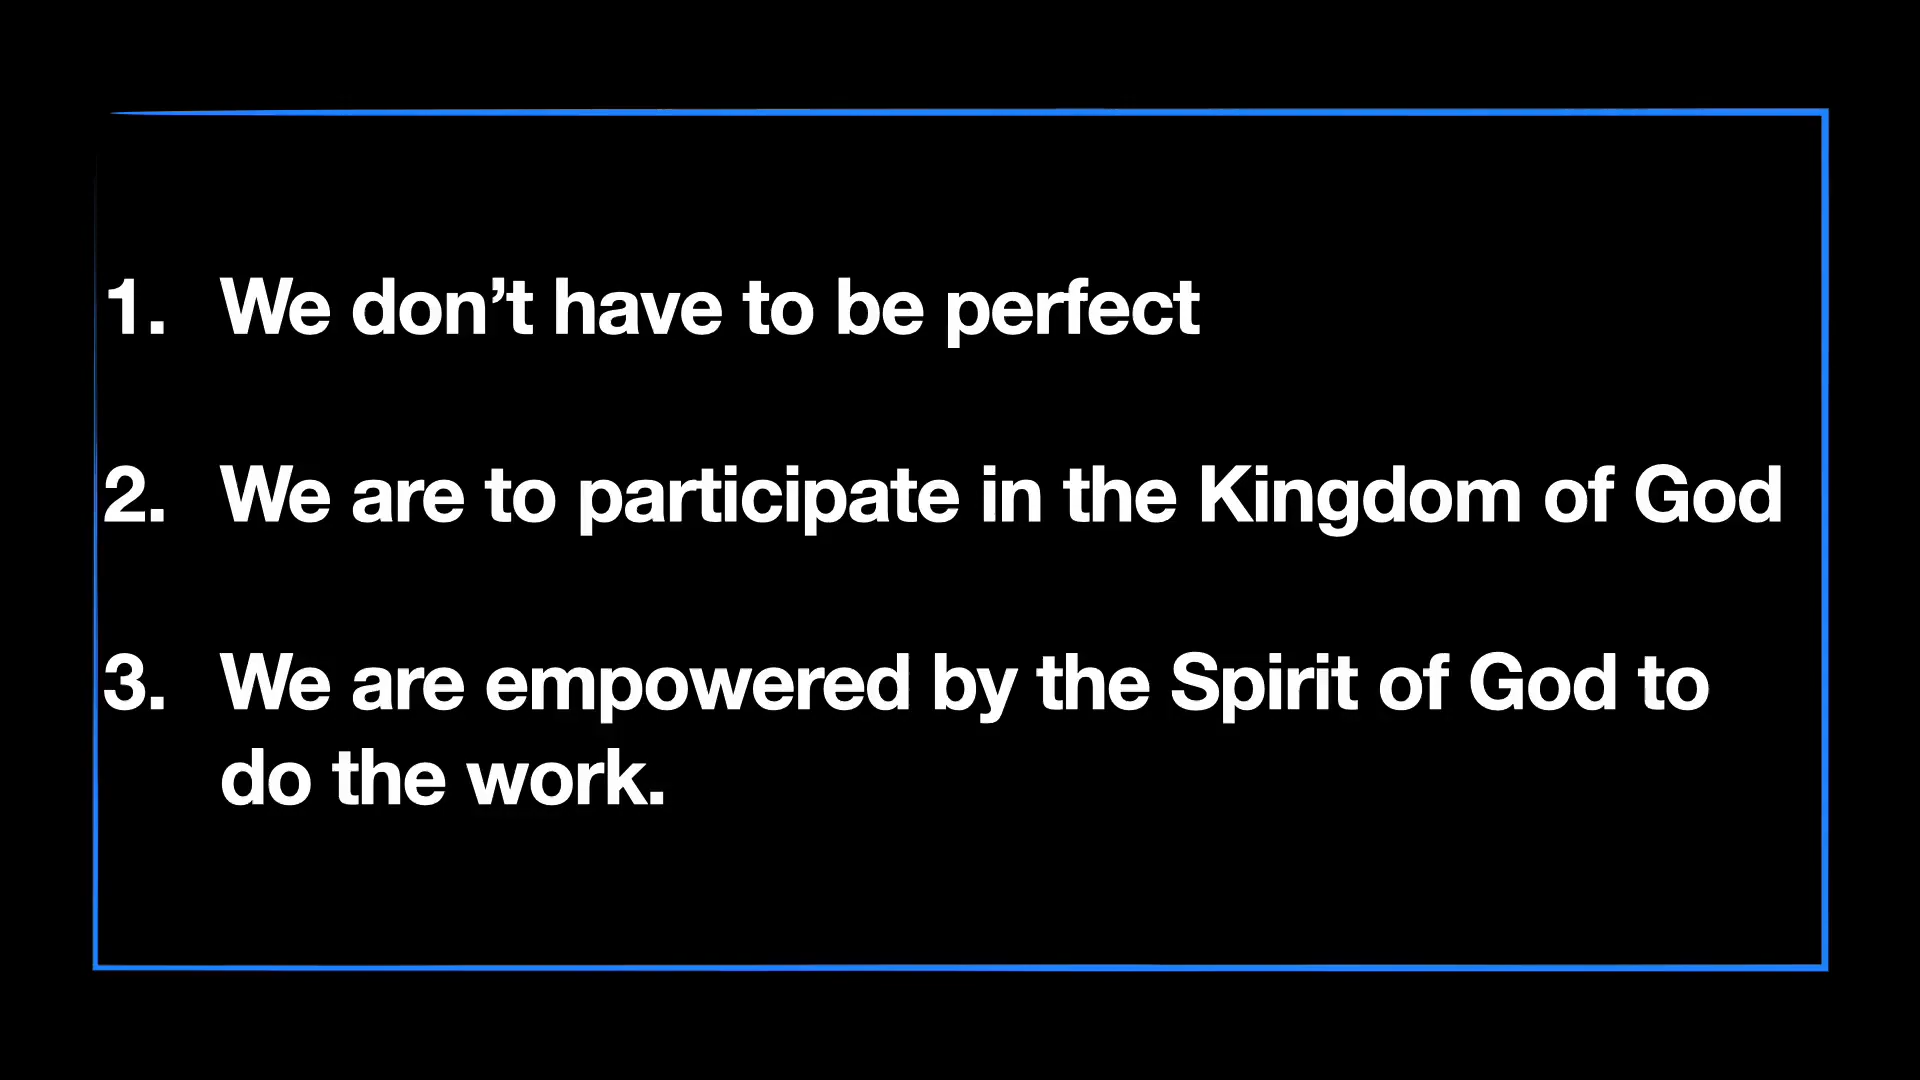 1. We don’t have to be perfect
2. We are to participate in the Kingdom of God
3. We are empowered by the Spirit of God to
do the work.